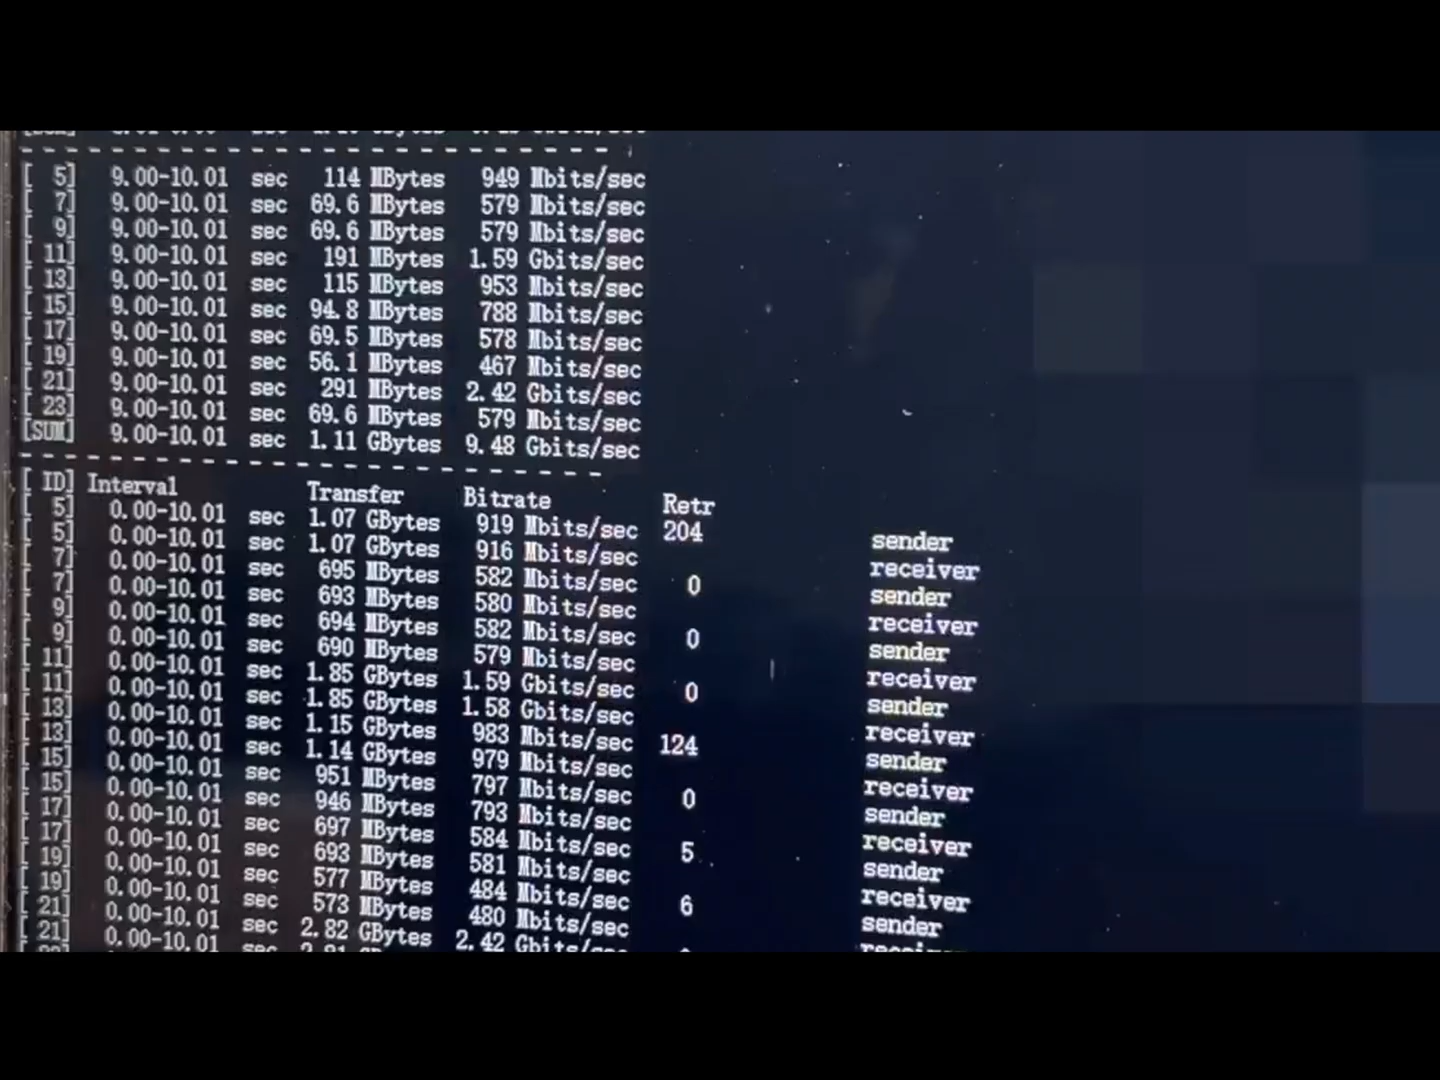 - - - - - - - - - - - - - - - - - - - - - - - - -
[  5]   9.00-10.01  sec   114 MBytes   949 Mbits/sec
[  7]   9.00-10.01  sec  69.6 MBytes   579 Mbits/sec
[  9]   9.00-10.01  sec  69.6 MBytes   579 Mbits/sec
[ 11]   9.00-10.01  sec   191 MBytes  1.59 Gbits/sec
[ 13]   9.00-10.01  sec   115 MBytes   953 Mbits/sec
[ 15]   9.00-10.01  sec  94.8 MBytes   788 Mbits/sec
[ 17]   9.00-10.01  sec  69.5 MBytes   578 Mbits/sec
[ 19]   9.00-10.01  sec  56.1 MBytes   467 Mbits/sec
[ 21]   9.00-10.01  sec   291 MBytes  2.42 Gbits/sec
[ 23]   9.00-10.01  sec  69.6 MBytes   579 Mbits/sec
[SUM]   9.00-10.01  sec  1.11 GBytes  9.48 Gbits/sec
- - - - - - - - - - - - - - - - - - - - - - - - -
[ ID] Interval           Transfer     Bitrate         Retr
[  5]   0.00-10.01  sec  1.07 GBytes   919 Mbits/sec  204             sender
[  5]   0.00-10.01  sec  1.07 GBytes   916 Mbits/sec                  receiver
[  7]   0.00-10.01  sec   695 MBytes   582 Mbits/sec    0             sender
[  7]   0.00-10.01  sec   693 MBytes   580 Mbits/sec                  receiver
[  9]   0.00-10.01  sec   694 MBytes   582 Mbits/sec    0             sender
[  9]   0.00-10.01  sec   690 MBytes   579 Mbits/sec                  receiver
[ 11]   0.00-10.01  sec  1.85 GBytes  1.59 Gbits/sec    0             sender
[ 11]   0.00-10.01  sec  1.85 GBytes  1.58 Gbits/sec                  receiver
[ 13]   0.00-10.01  sec  1.15 GBytes   983 Mbits/sec  124             sender
[ 13]   0.00-10.01  sec  1.14 GBytes   979 Mbits/sec                  receiver
[ 15]   0.00-10.01  sec   951 MBytes   797 Mbits/sec    0             sender
[ 15]   0.00-10.01  sec   946 MBytes   793 Mbits/sec                  receiver
[ 17]   0.00-10.01  sec   697 MBytes   584 Mbits/sec    5             sender
[ 17]   0.00-10.01  sec   693 MBytes   581 Mbits/sec                  receiver
[ 19]   0.00-10.01  sec   577 MBytes   484 Mbits/sec    6             sender
[ 19]   0.00-10.01  sec   573 MBytes   480 Mbits/sec
[ 21]   0.00-10.01  sec  2.82 GBytes  2.42 Gbits/sec
[ 21]   0.00-10.01  sec